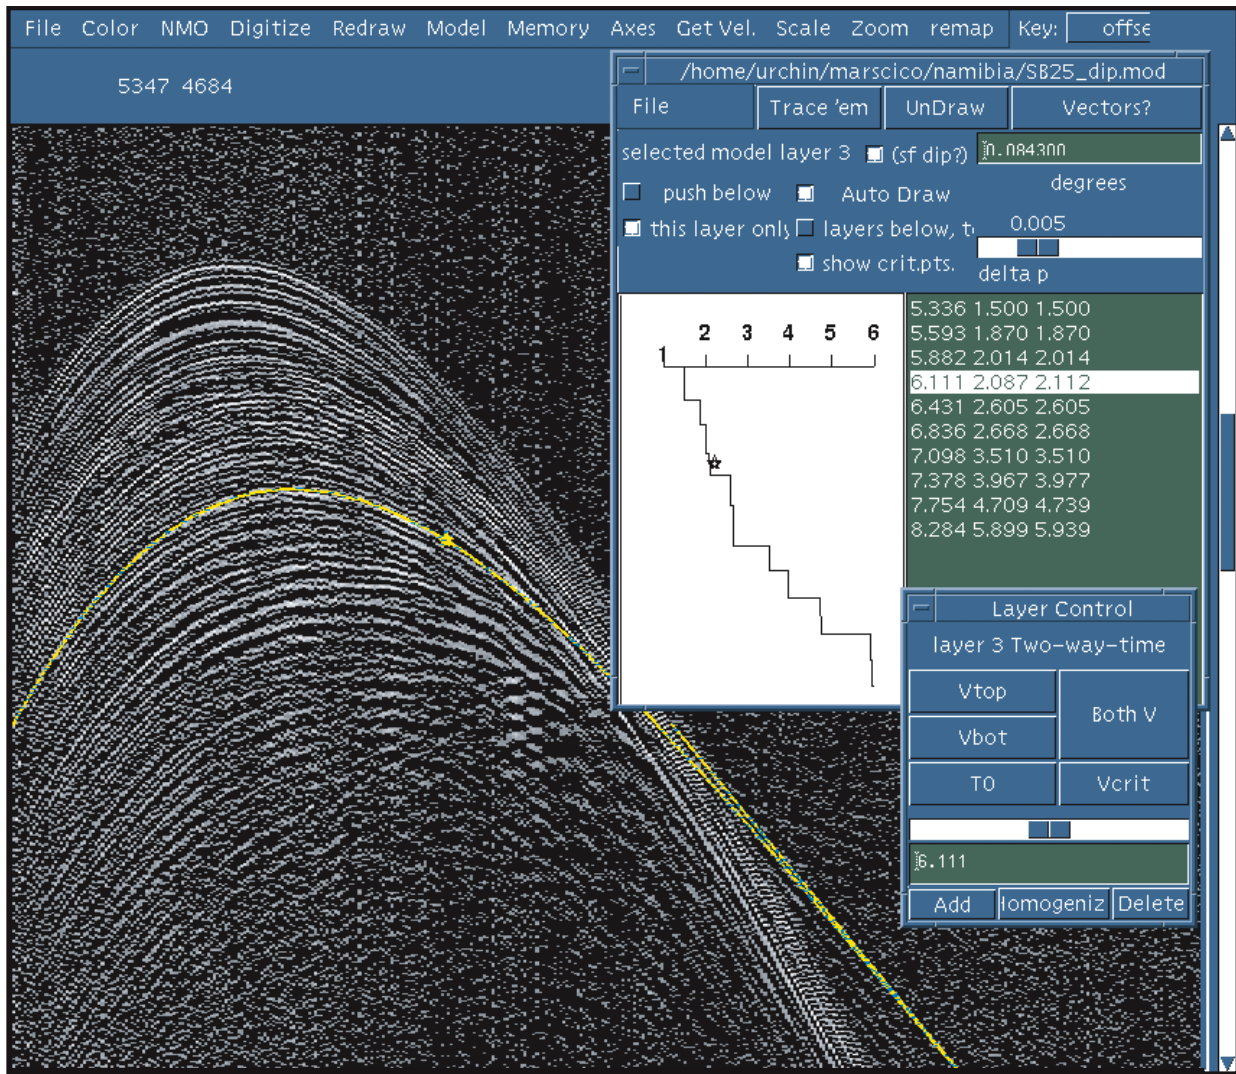 File Color NMO Digitize Redraw Model Memory Axes Get Vel. Scale Zoom remap Key: offse
5347 4684
/home/urchin/marscico/namibia/SB25_dip.mod
File Trace 'em UnDraw Vectors?
selected model layer 3 (sf dip?) 0.084300
degrees
push below Auto Draw
this layer only layers below, t 0.005
show crit.pts. delta p
1 2 3 4 5 6
5.336 1.500 1.500
5.593 1.870 1.870
5.882 2.014 2.014
6.111 2.087 2.112
6.431 2.605 2.605
6.836 2.668 2.668
7.098 3.510 3.510
7.378 3.967 3.977
7.754 4.709 4.739
8.284 5.899 5.939
Layer Control
layer 3 Two-way-time
Vtop Both V
Vbot
T0 Vcrit
6.111
Add Homogeniz Delete